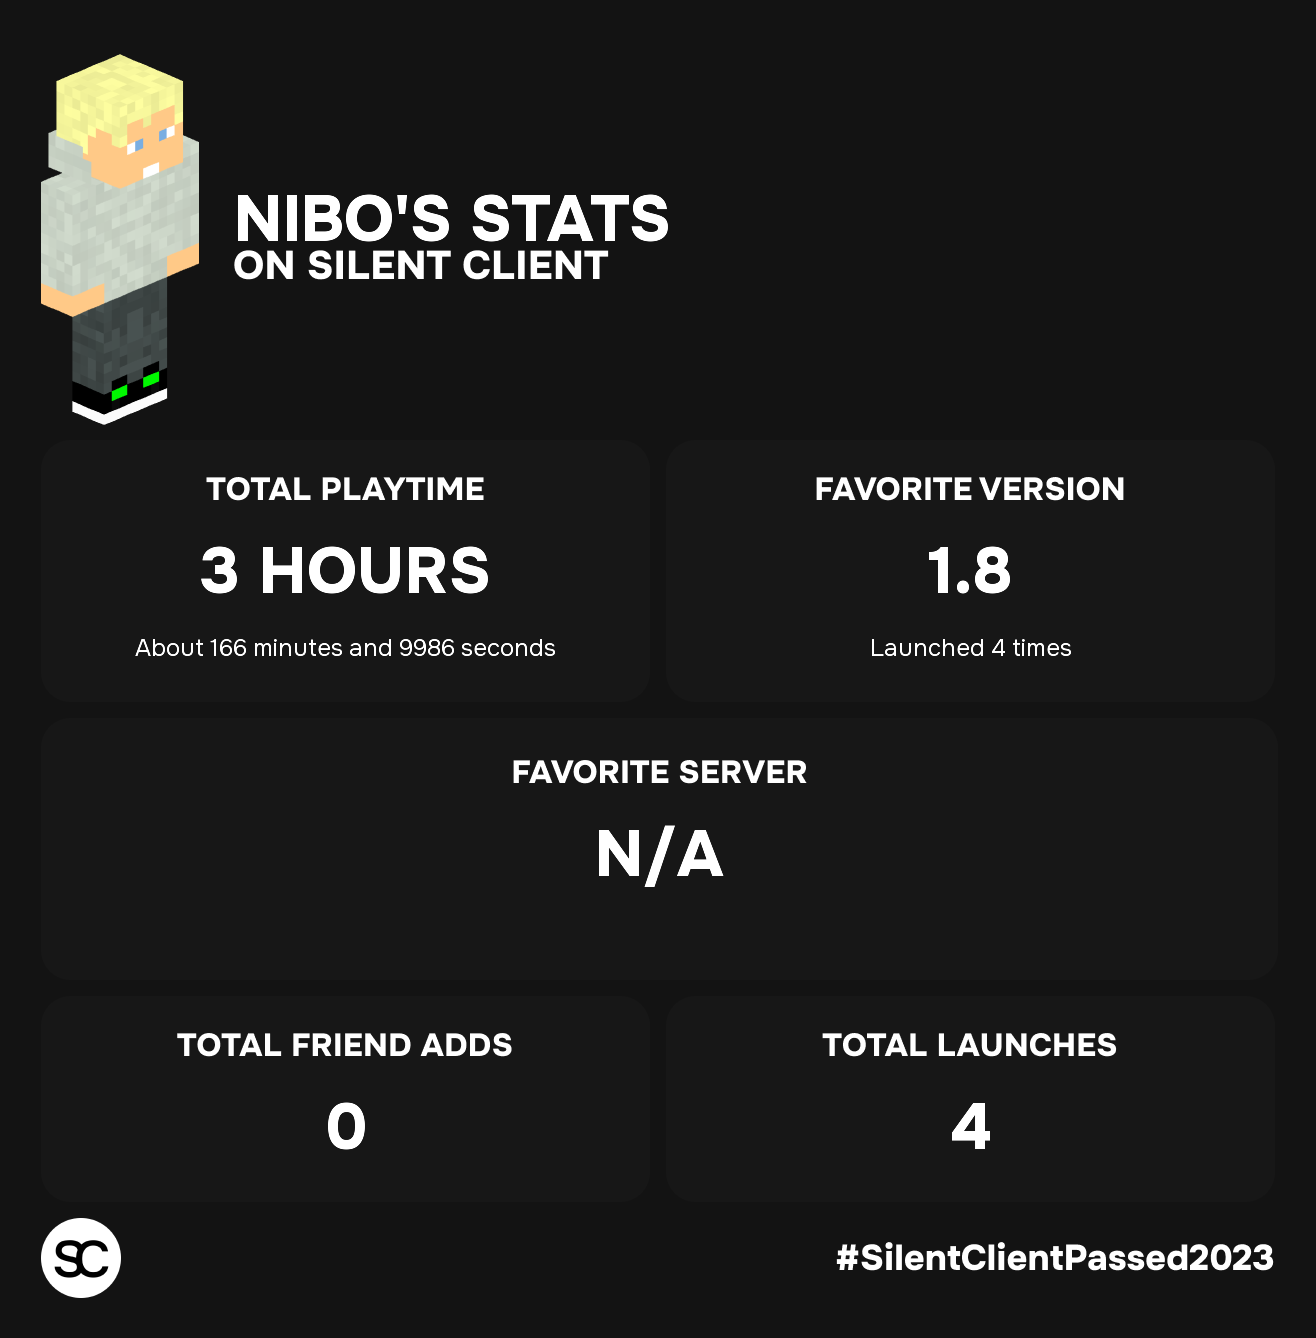 NIBO'S STATS
ON SILENT CLIENT
TOTAL PLAYTIME
3 HOURS
About 166 minutes and 9986 seconds
FAVORITE VERSION
1.8
Launched 4 times
FAVORITE SERVER
N/A
TOTAL FRIEND ADDS
0
TOTAL LAUNCHES
4
SC
#SilentClientPassed2023